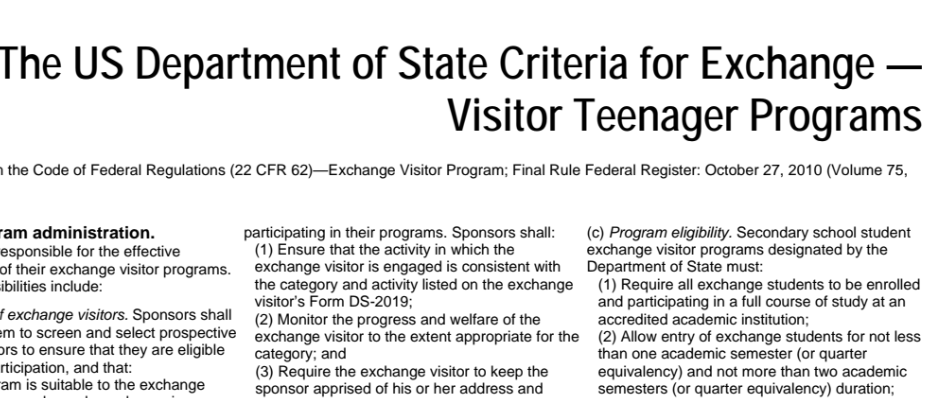 The US Department of State Criteria for Exchange —
Visitor Teenager Programs
the Code of Federal Regulations (22 CFR 62)—Exchange Visitor Program; Final Rule Federal Register: October 27, 2010 (Volume 75,
administration.
responsible for the effective
of their exchange visitor programs.
include:
of exchange visitors. Sponsors shall
to screen and select prospective
to ensure that they are eligible
and that:
is suitable to the exchange
participating in their programs. Sponsors shall:
(1) Ensure that the activity in which the
exchange visitor is engaged is consistent with
the category and activity listed on the exchange
visitor's Form DS-2019;
(2) Monitor the progress and welfare of the
exchange visitor to the extent appropriate for the
category; and
(3) Require the exchange visitor to keep the
sponsor apprised of his or her address and
(c) Program eligibility. Secondary school student
exchange visitor programs designated by the
Department of State must:
(1) Require all exchange students to be enrolled
and participating in a full course of study at an
accredited academic institution;
(2) Allow entry of exchange students for not less
than one academic semester (or quarter
equivalency) and not more than two academic
semesters (or quarter equivalency) duration;